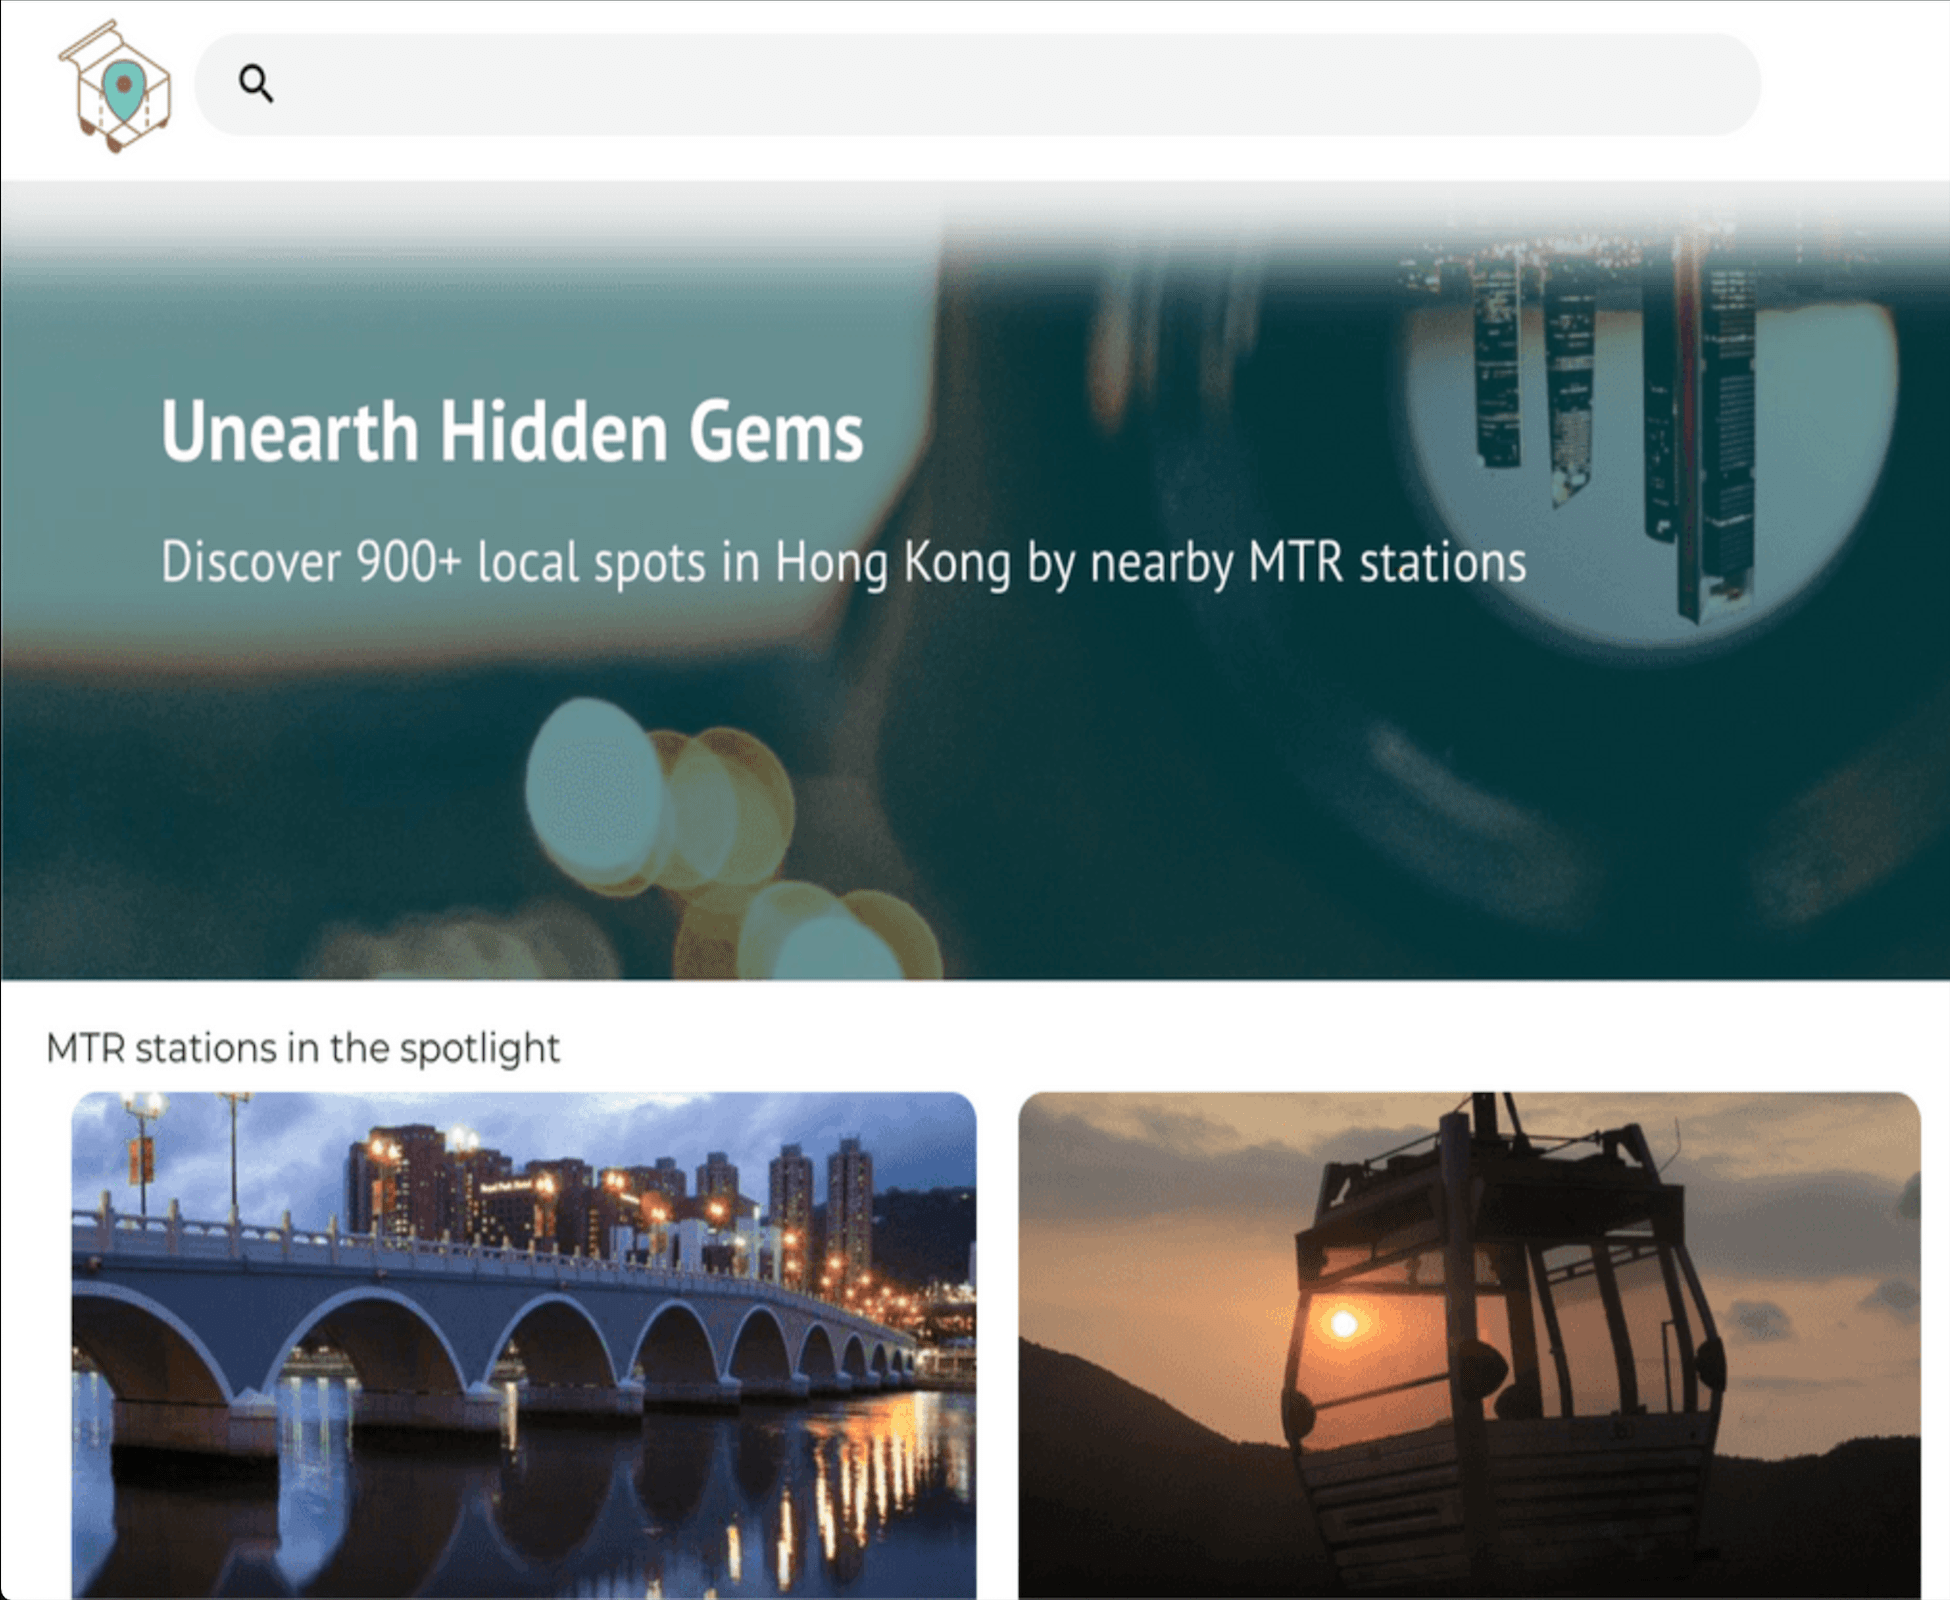 Unearth Hidden Gems
Discover 900+ local spots in Hong Kong by nearby MTR stations
MTR stations in the spotlight